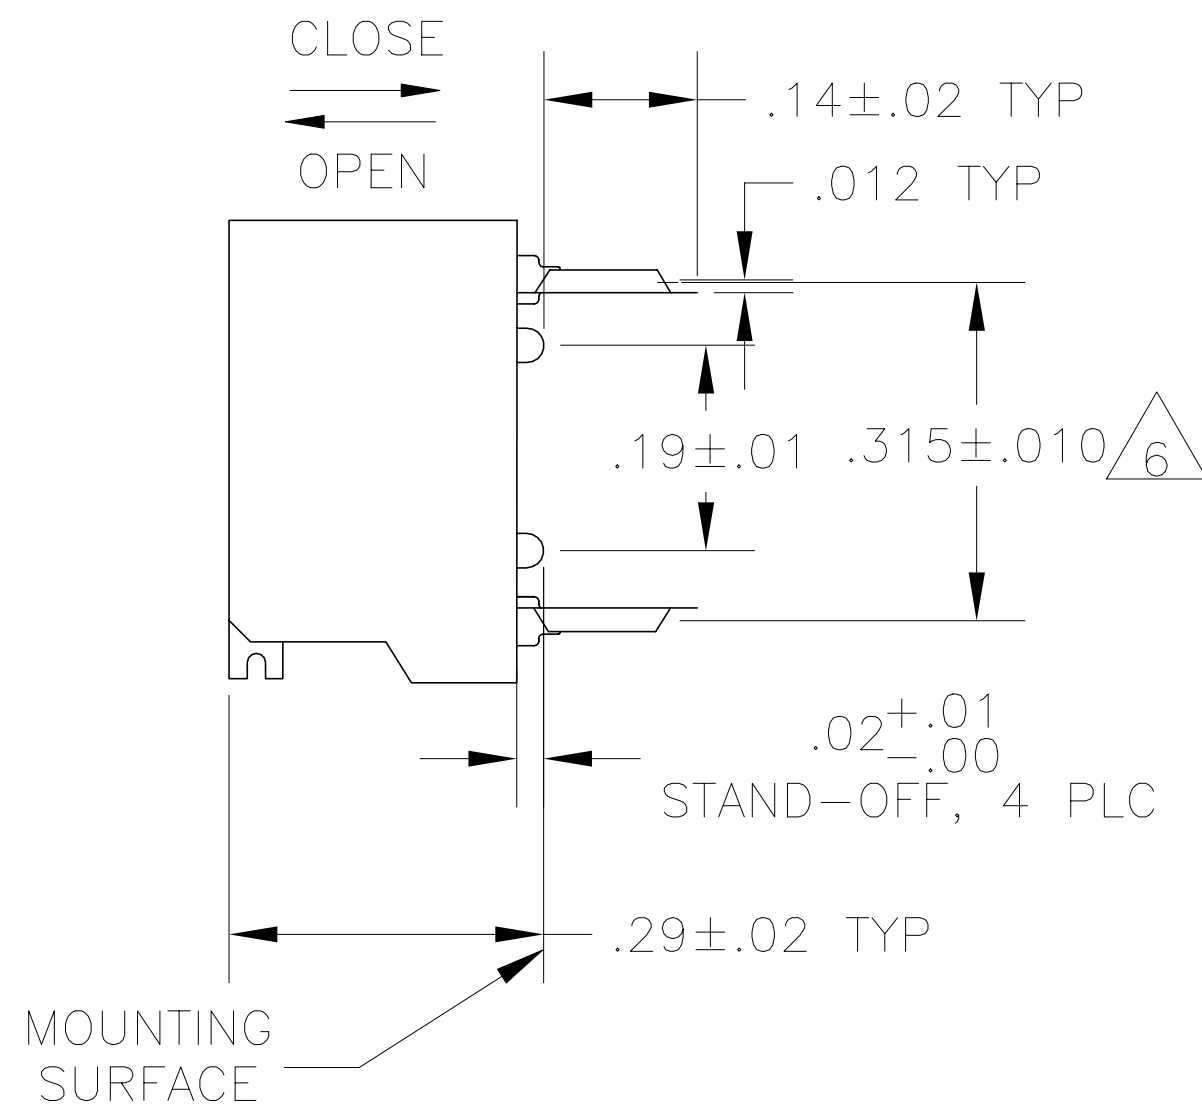 CLOSE
OPEN
.14±.02 TYP
.012 TYP
.19±.01
.315±.010
6
.02 +.01
-.00
STAND-OFF, 4 PLC
.29±.02 TYP
MOUNTING
SURFACE